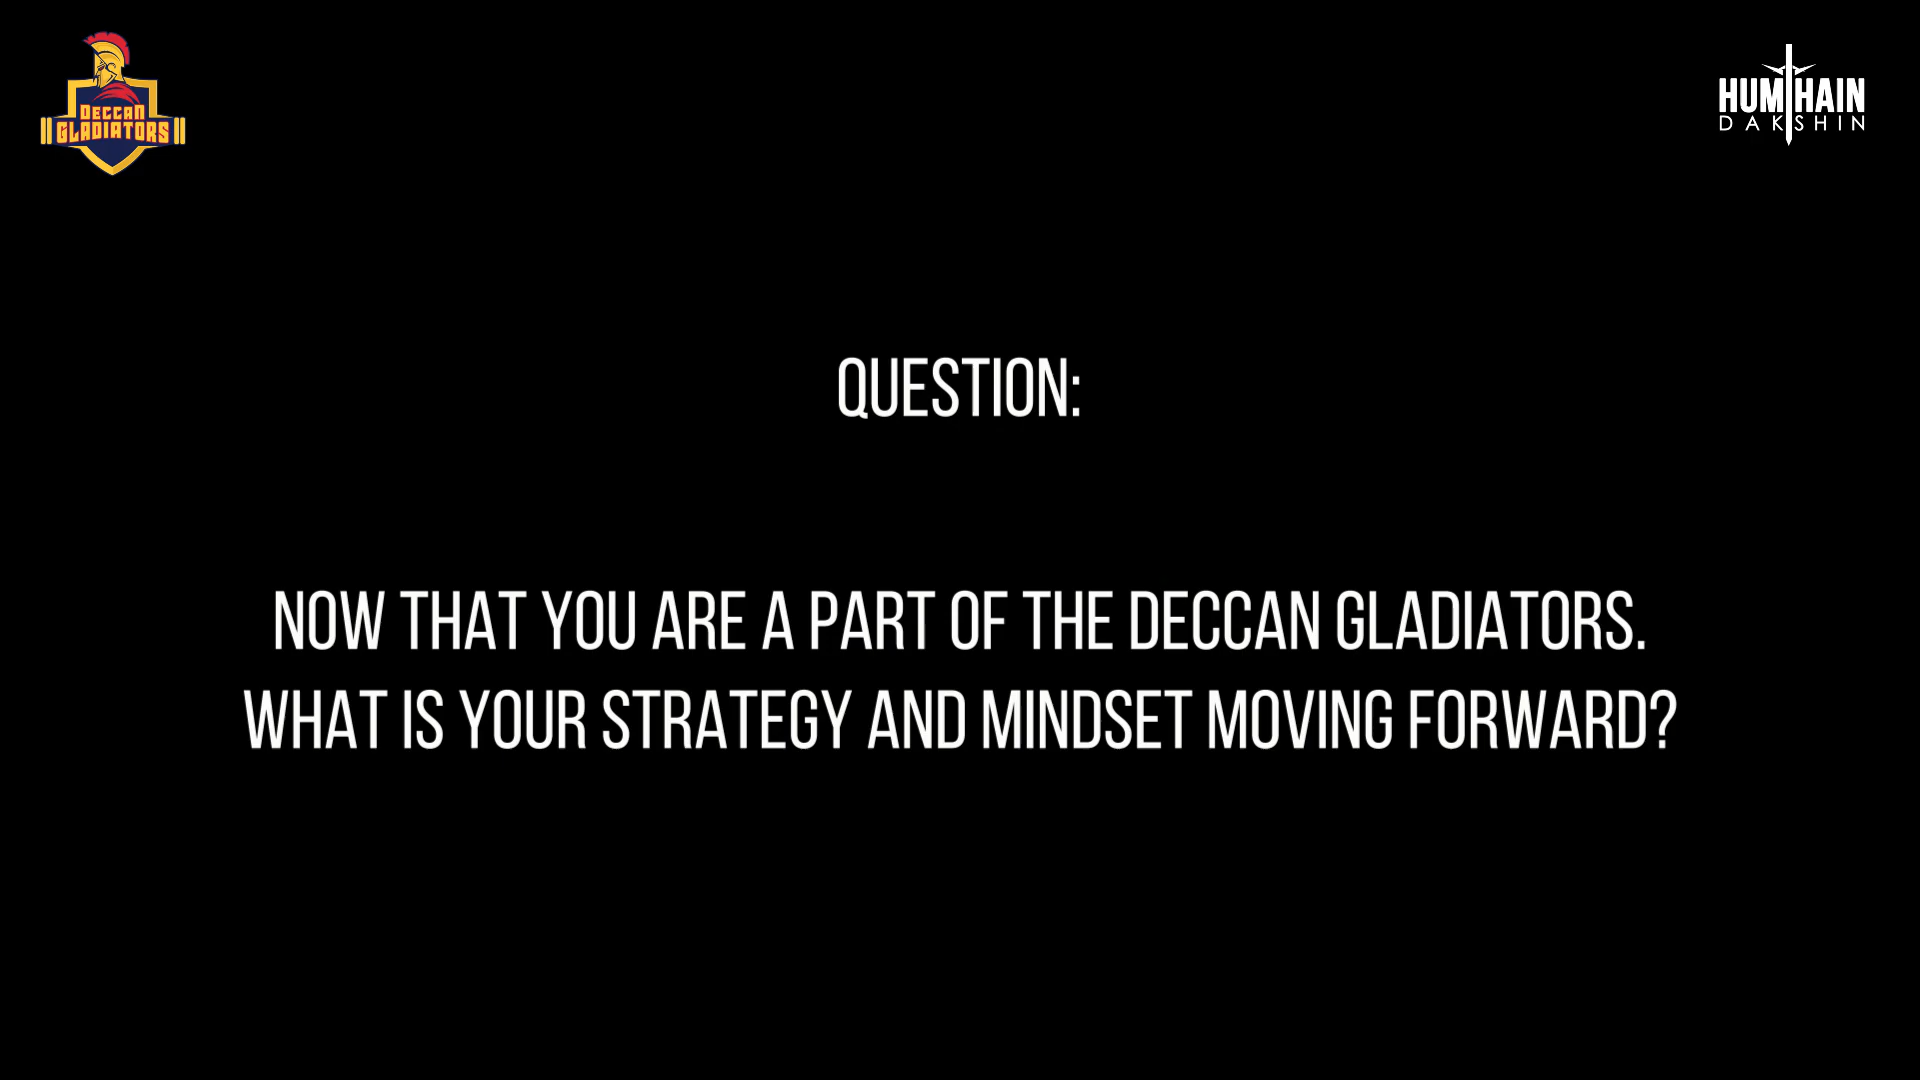 DECCAN
GLADIATORS
HUM HAIN
DAKSHIN
QUESTION:
NOW THAT YOU ARE A PART OF THE DECCAN GLADIATORS.
WHAT IS YOUR STRATEGY AND MINDSET MOVING FORWARD?